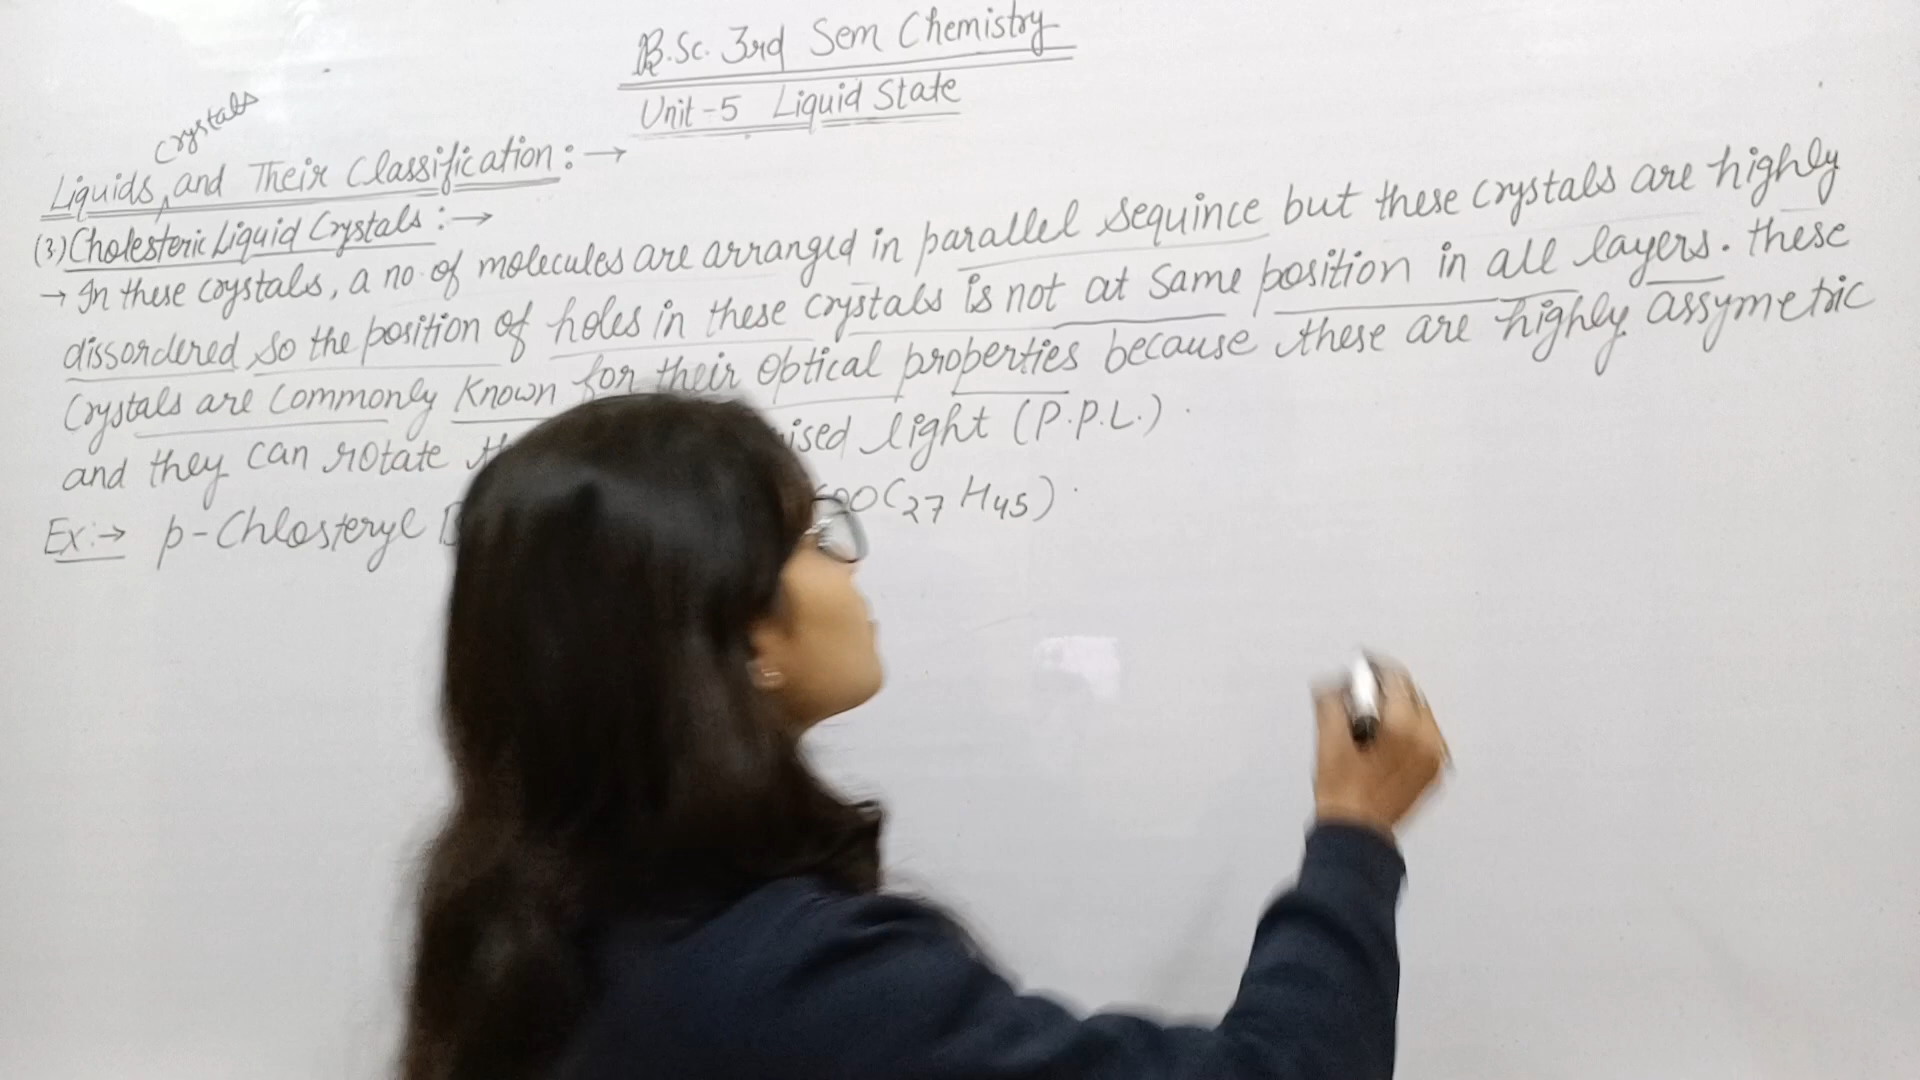 B.Sc. 3rd Sem Chemistry
Unit-5 Liquid State
crystals
Liquids, and Their Classification :→
(3) Cholesteric Liquid Crystals :→
→ In these crystals, a no. of molecules are arranged in parallel sequince but these crystals are highly
dissordered so the position of holes in these crystals is not at same position in all layers. these
Crystals are commonly known for their optical properties because these are highly assymetric
and they can rotate light (P.P.L.).
Ex:→ p-Chlosteryl COO C27 H45).